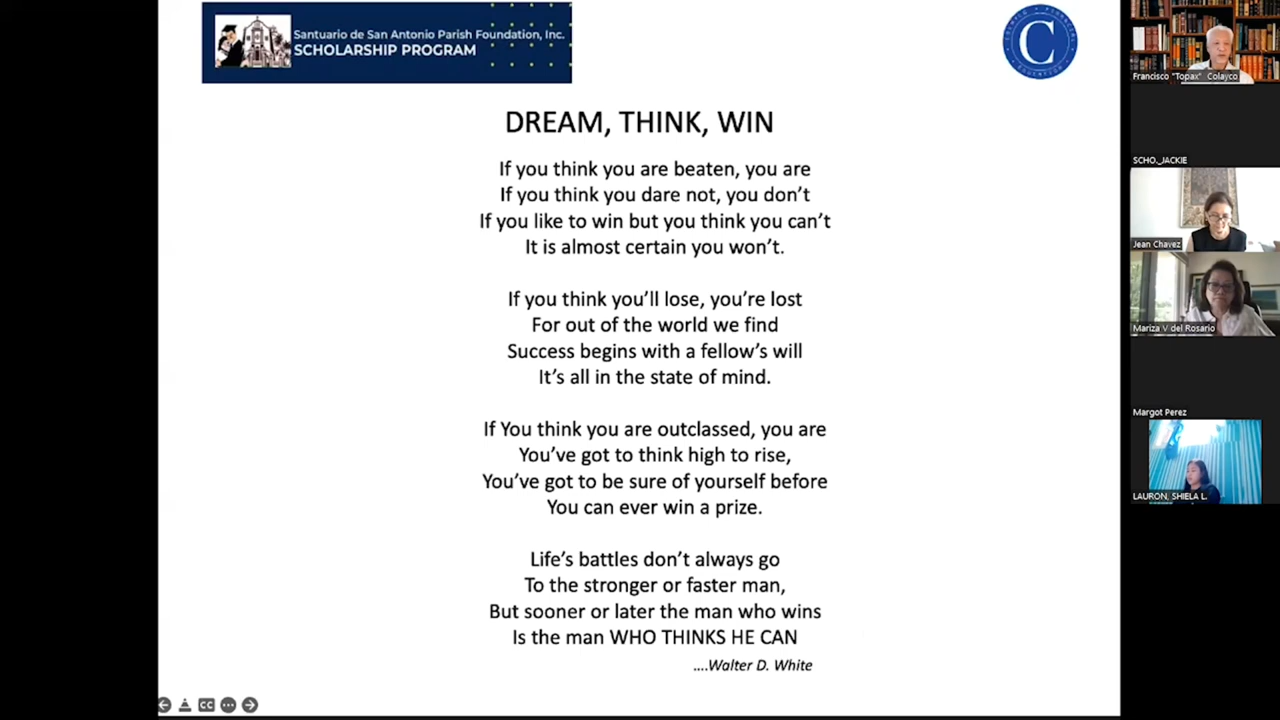 Santuario de San Antonio Parish Foundation, Inc.
SCHOLARSHIP PROGRAM
C
DREAM, THINK, WIN
If you think you are beaten, you are
If you think you dare not, you don't
If you like to win but you think you can't
It is almost certain you won't.
If you think you'll lose, you're lost
For out of the world we find
Success begins with a fellow's will
It's all in the state of mind.
If You think you are outclassed, you are
You've got to think high to rise,
You've got to be sure of yourself before
You can ever win a prize.
Life's battles don't always go
To the stronger or faster man,
But sooner or later the man who wins
Is the man WHO THINKS HE CAN
....Walter D. White
CC
Francisco "Topax" Colayco
SCHO._JACKIE
Jean Chavez
Mariza V del Rosario
Margot Perez
LAURON, SHIELA L.